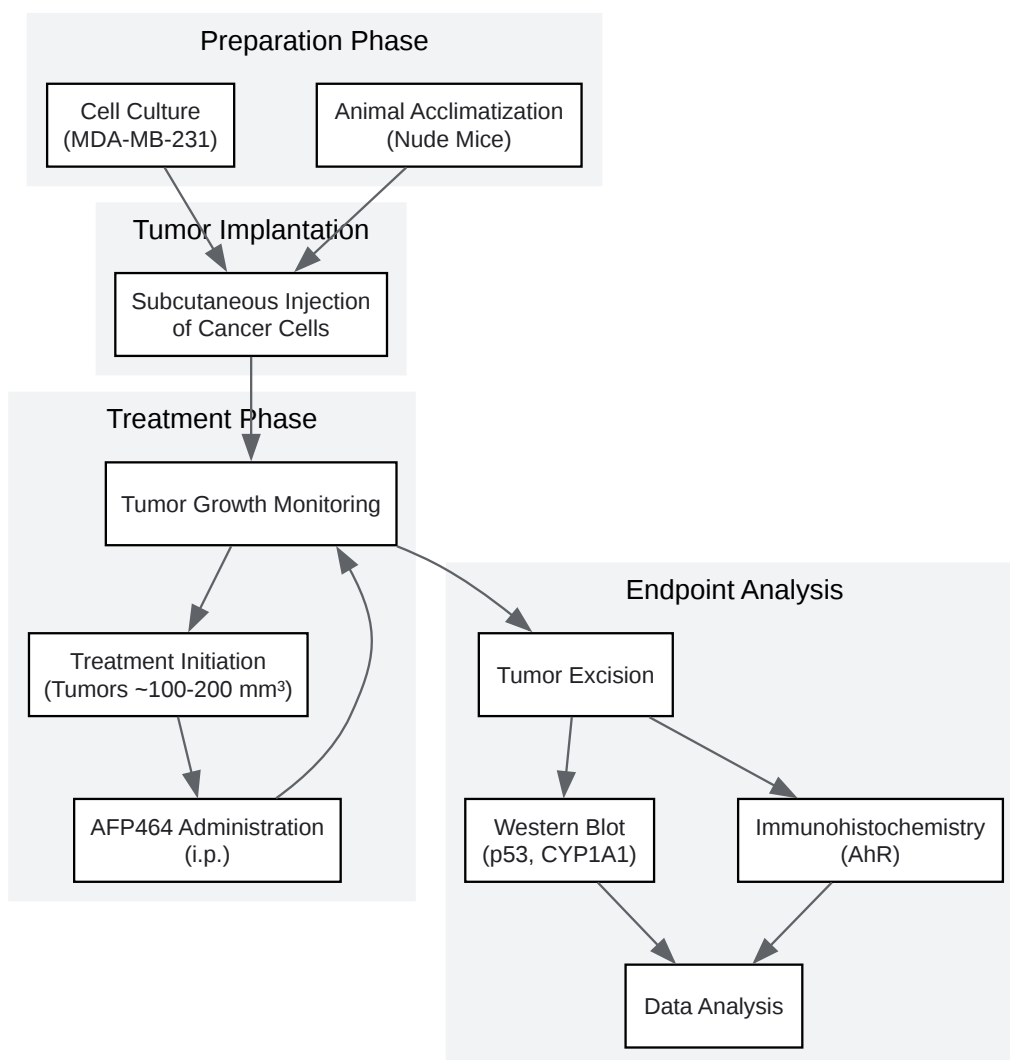 Preparation Phase
Cell Culture
(MDA-MB-231)
Animal Acclimatization
(Nude Mice)
Tumor Implantation
Subcutaneous Injection
of Cancer Cells
Treatment Phase
Tumor Growth Monitoring
Treatment Initiation
(Tumors ~100-200 mm³)
AFP464 Administration
(i.p.)
Endpoint Analysis
Tumor Excision
Western Blot
(p53, CYP1A1)
Immunohistochemistry
(AhR)
Data Analysis